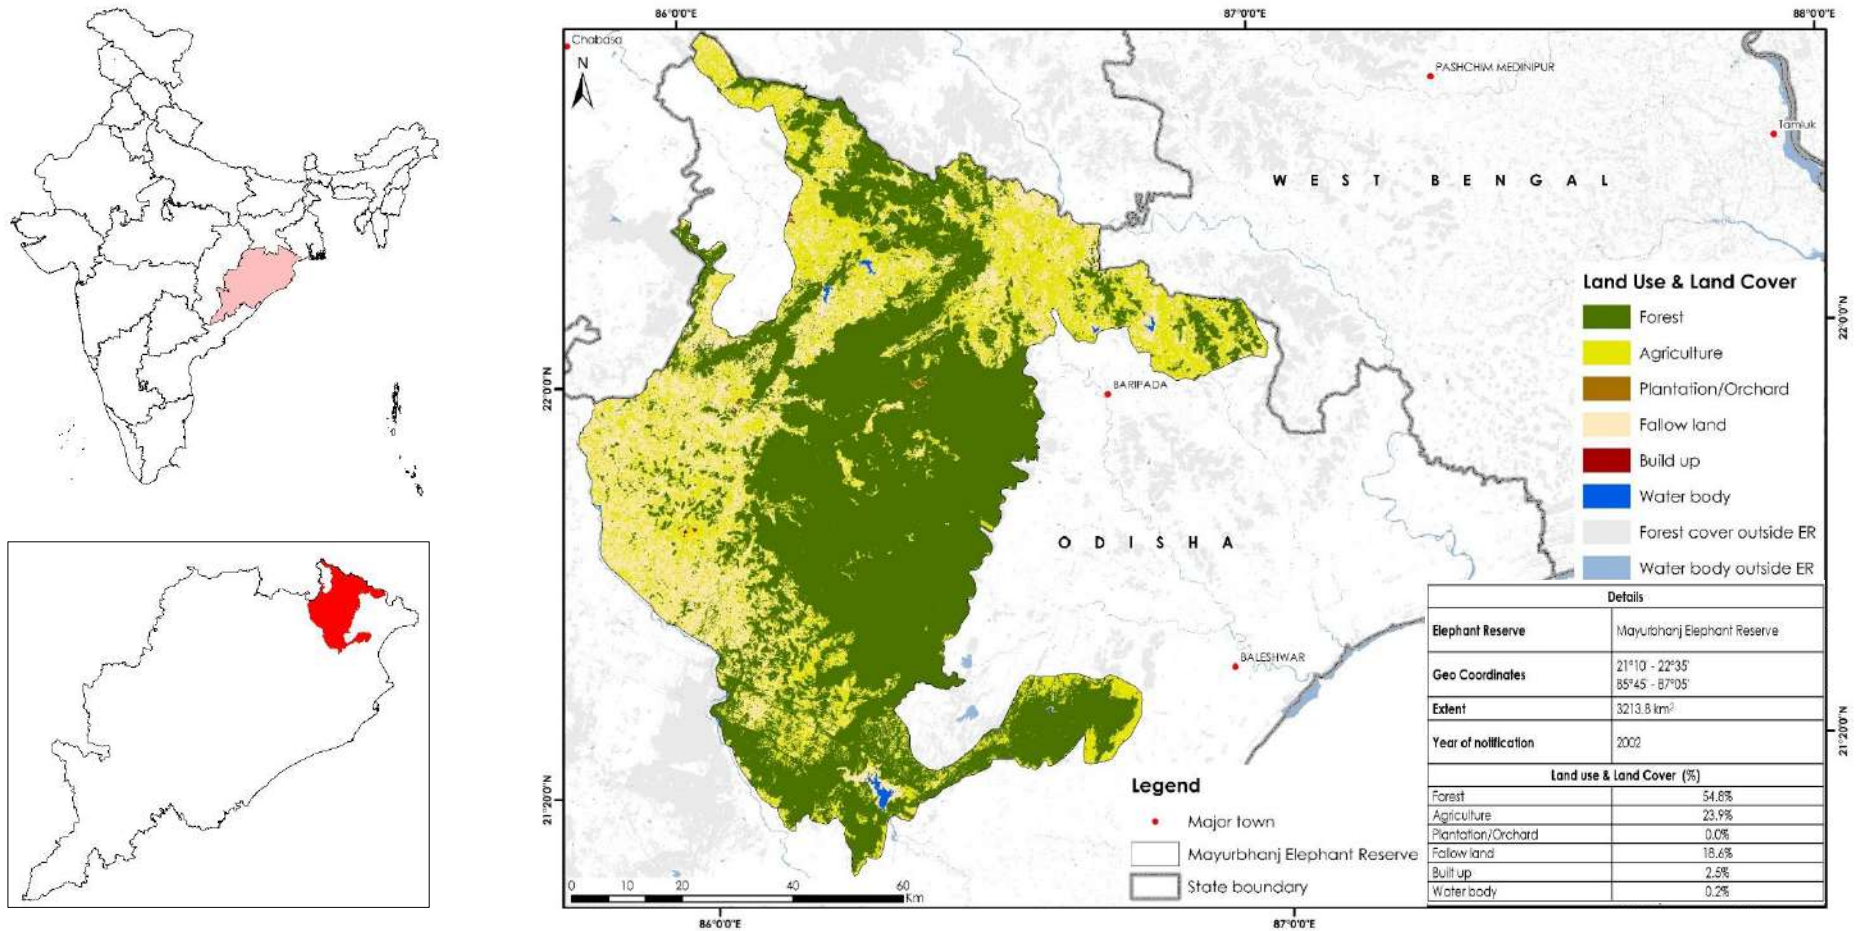 86°0'0"E
87°0'0"E
88°0'0"E
Chabasa
N
PASHCHIM MEDINIPUR
Tamluk
WEST BENGAL
22°0'0"N
22°0'0"N
BARIPADA
ODISHA
BALESHWAR
21°20'0"N
21°20'0"N
Land Use & Land Cover
Forest
Agriculture
Plantation/Orchard
Fallow land
Build up
Water body
Forest cover outside ER
Water body outside ER
Details
Elephant Reserve Mayurbhanj Elephant Reserve
Geo Coordinates 21°10' - 22°35'
85°45' - 87°05'
Extent 3213.8 km²
Year of notification 2002
Land use & Land Cover (%)
Forest 54.8%
Agriculture 23.9%
Plantation/Orchard 0.0%
Fallow land 18.6%
Built up 2.5%
Water body 0.2%
Legend
Major town
Mayurbhanj Elephant Reserve
State boundary
0 10 20 40 60
Km
86°0'0"E
87°0'0"E